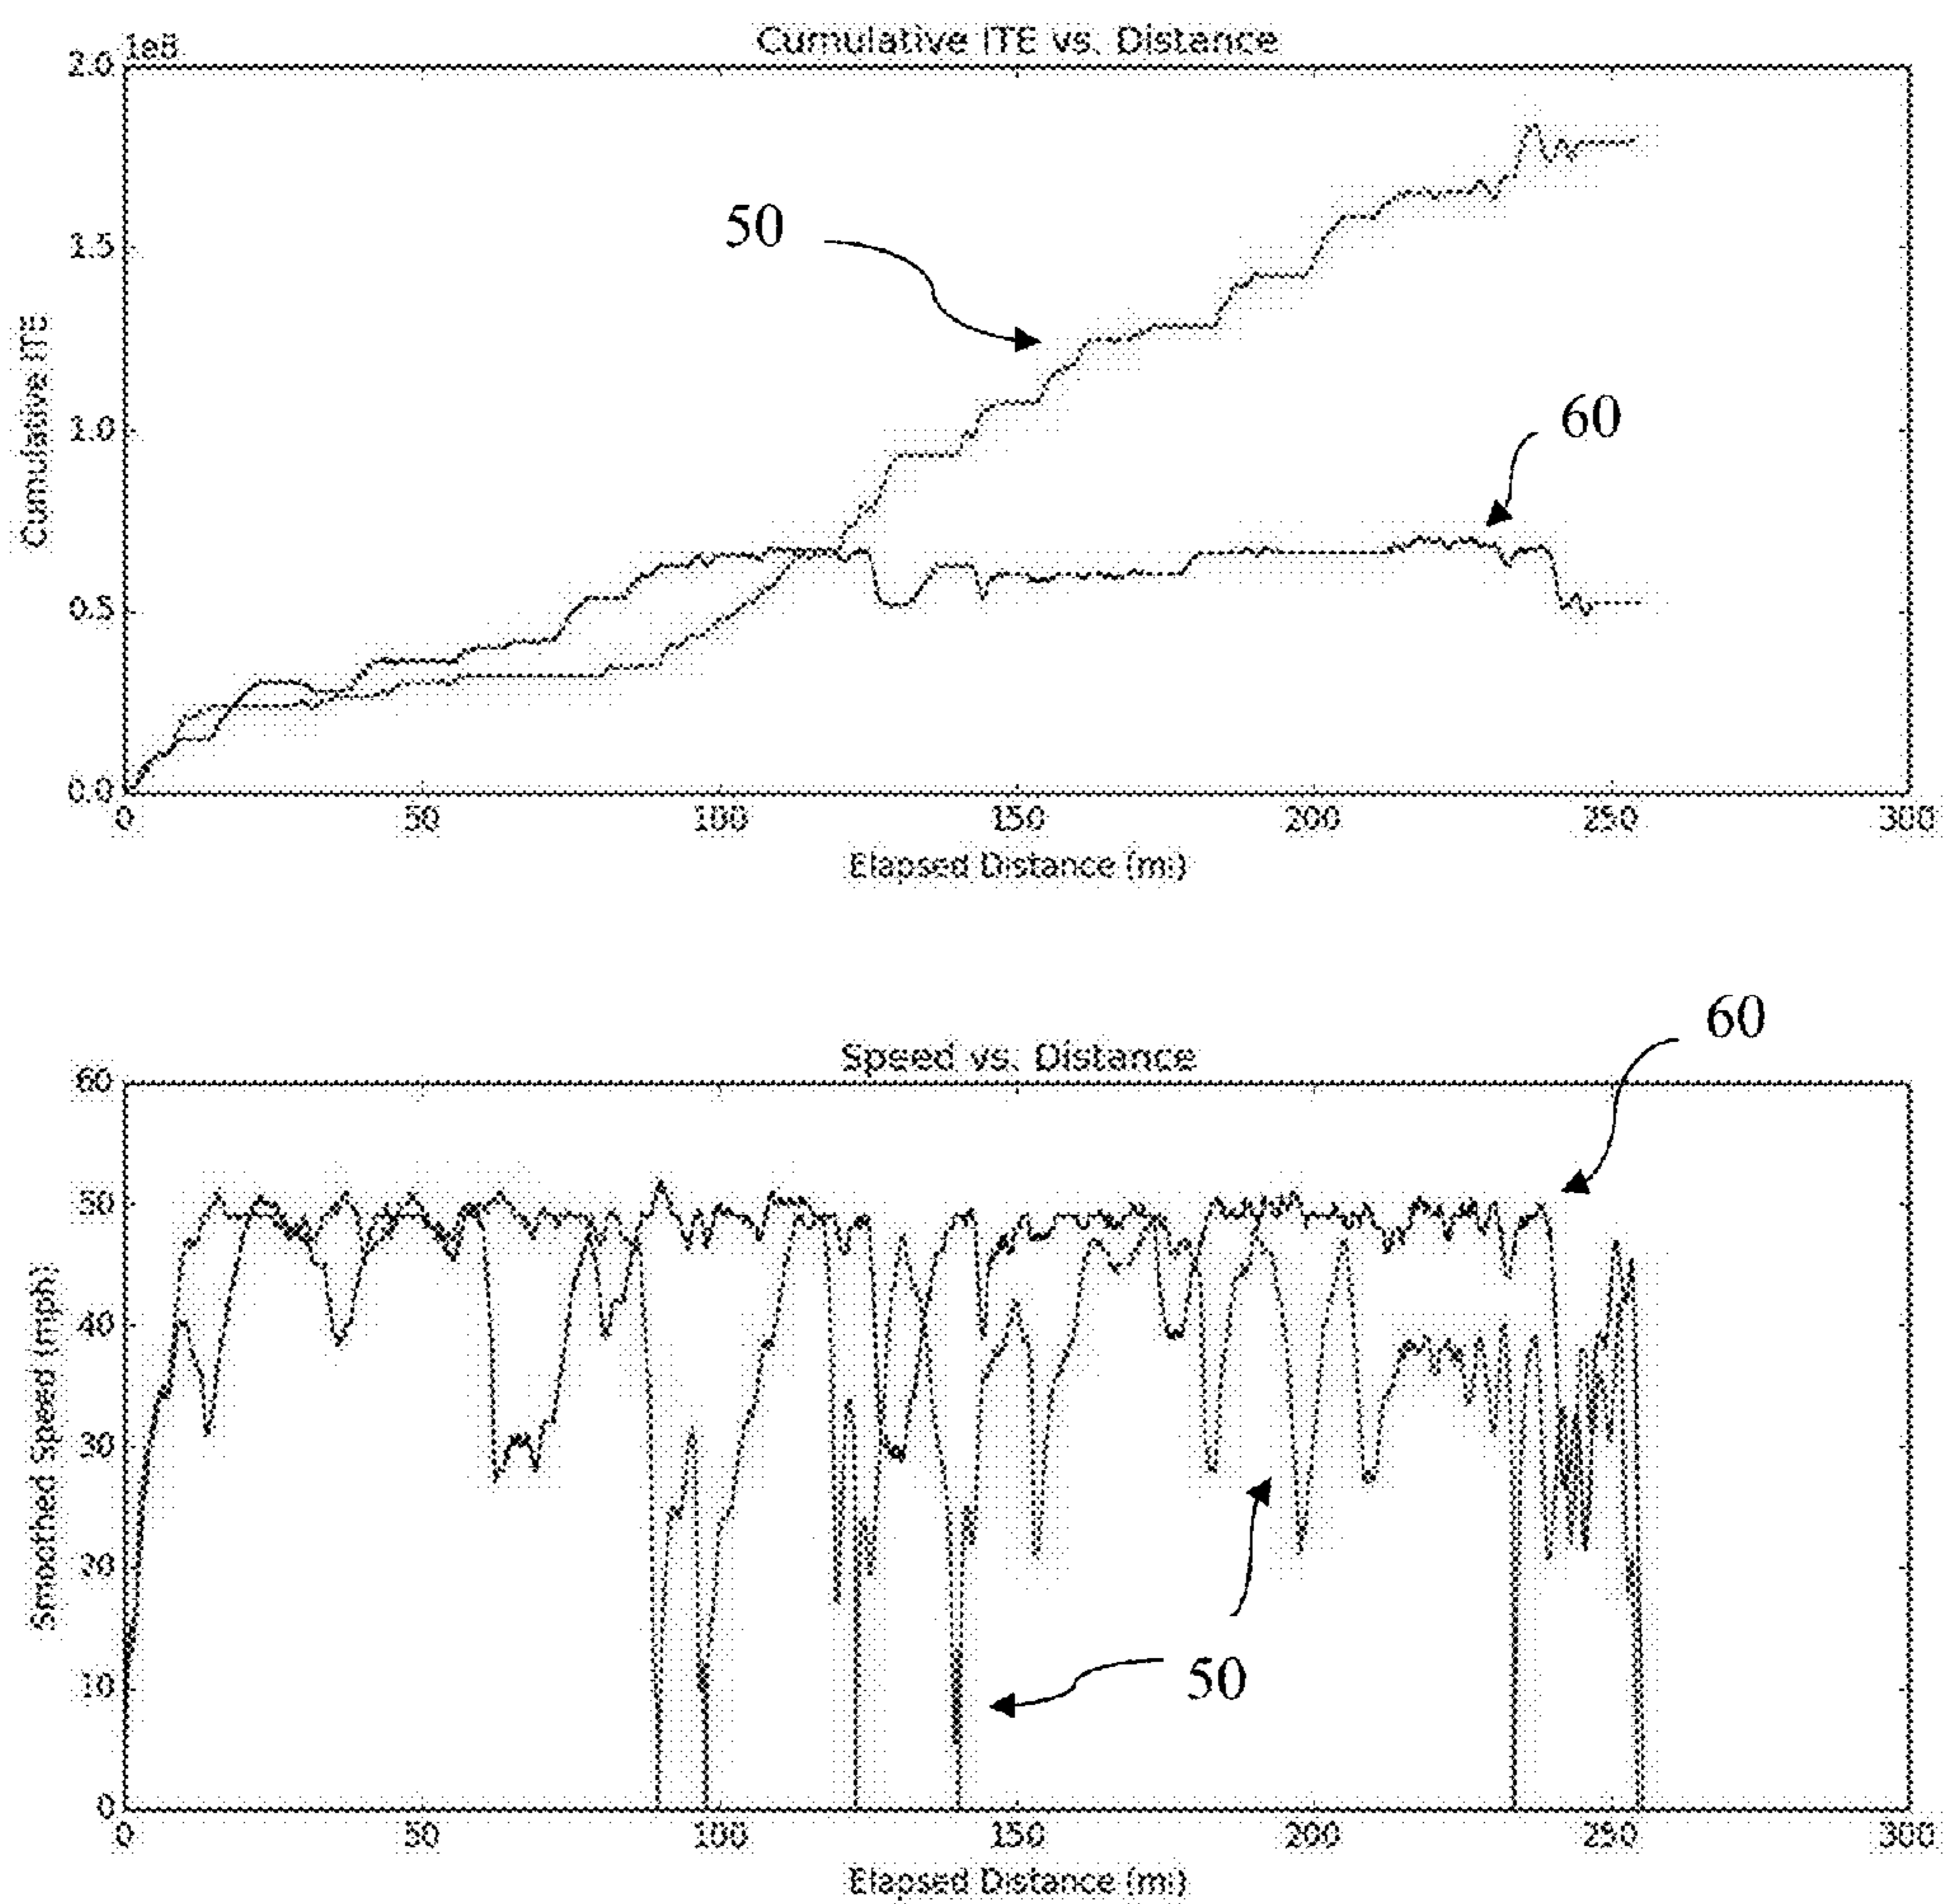 Cumulative ITE vs. Distance
1e8
2.0
1.5
1.0
0.5
0.0
Cumulative ITE
50
60
0 50 100 150 200 250 300
Elapsed Distance (mi)
60
Speed vs. Distance
60
50
40
30
20
10
0
Smoothed Speed (mph)
50
0 50 100 150 200 250 300
Elapsed Distance (mi)